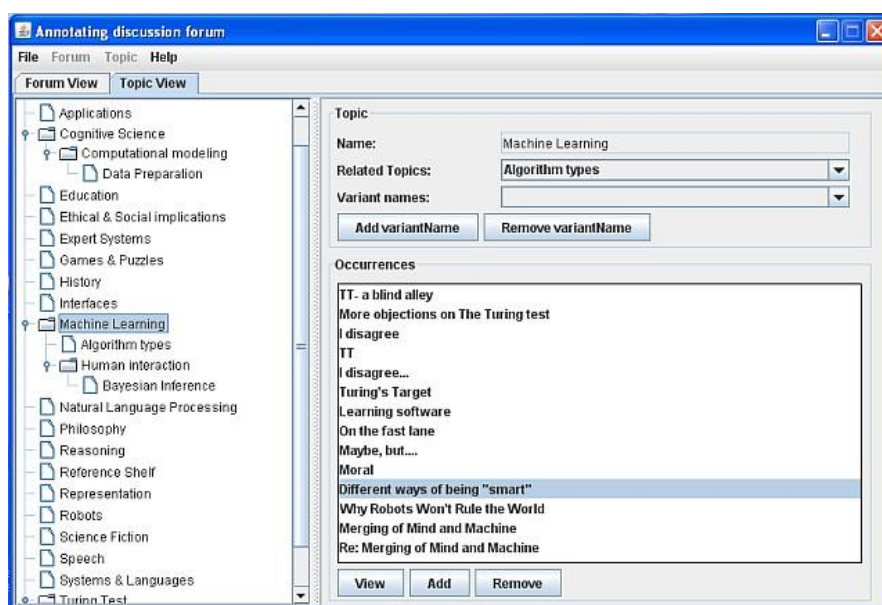 Annotating discussion forum
File Forum Topic Help
Forum View Topic View
Applications
Cognitive Science
Computational modeling
Data Preparation
Education
Ethical & Social implications
Expert Systems
Games & Puzzles
History
Interfaces
Machine Learning
Algorithm types
Human interaction
Bayesian Inference
Natural Language Processing
Philosophy
Reasoning
Reference Shelf
Representation
Robots
Science Fiction
Speech
Systems & Languages
Turing Test
Topic
Name: Machine Learning
Related Topics: Algorithm types
Variant names:
Add variantName Remove variantName
Occurrences
TT- a blind alley
More objections on The Turing test
I disagree
TT
I disagree...
Turing's Target
Learning software
On the fast lane
Maybe, but....
Moral
Different ways of being "smart"
Why Robots Won't Rule the World
Merging of Mind and Machine
Re: Merging of Mind and Machine
View Add Remove